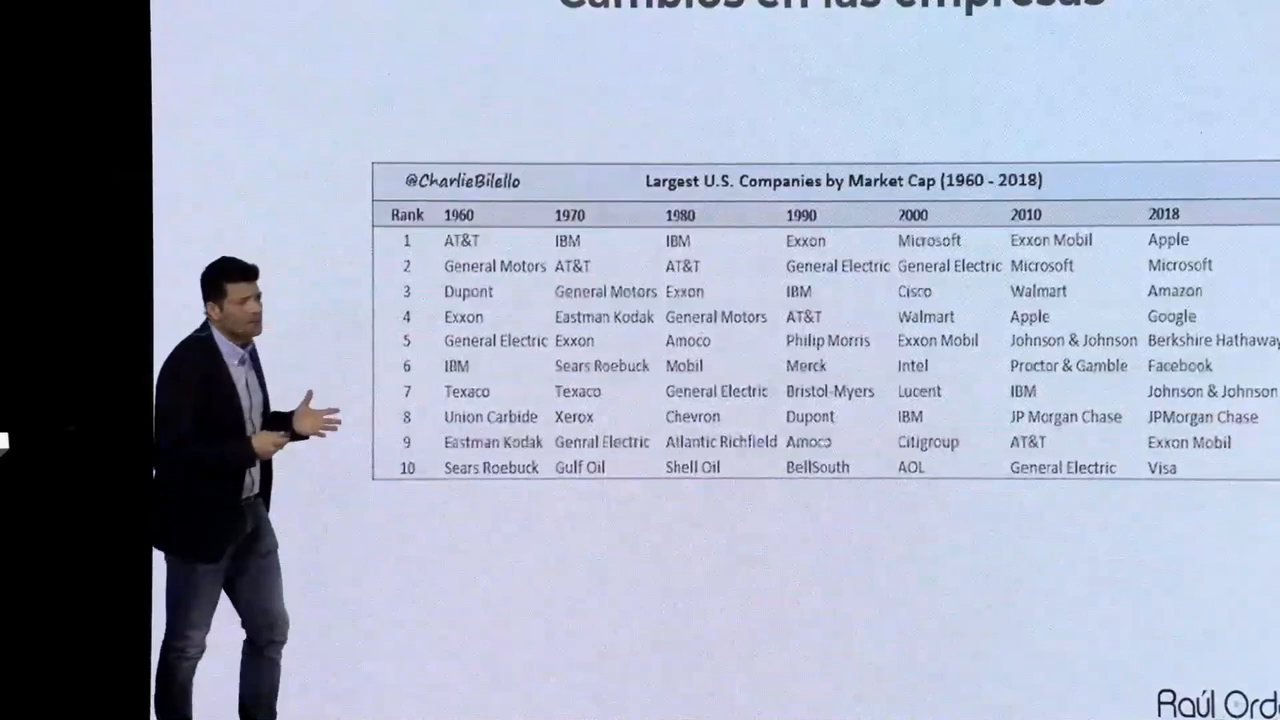 Cambios en las empresas
@CharlieBilello Largest U.S. Companies by Market Cap (1960 - 2018)
Rank 1960 1970 1980 1990 2000 2010 2018
1 AT&T IBM IBM Exxon Microsoft Exxon Mobil Apple
2 General Motors AT&T AT&T General Electric General Electric Microsoft Microsoft
3 Dupont General Motors Exxon IBM Cisco Walmart Amazon
4 Exxon Eastman Kodak General Motors AT&T Walmart Apple Google
5 General Electric Exxon Amoco Philip Morris Exxon Mobil Johnson & Johnson Berkshire Hathaway
6 IBM Sears Roebuck Mobil Merck Intel Proctor & Gamble Facebook
7 Texaco Texaco General Electric Bristol-Myers Lucent IBM Johnson & Johnson
8 Union Carbide Xerox Chevron Dupont IBM JP Morgan Chase JPMorgan Chase
9 Eastman Kodak Genral Electric Atlantic Richfield Amoco Citigroup AT&T Exxon Mobil
10 Sears Roebuck Gulf Oil Shell Oil BellSouth AOL General Electric Visa
Raúl Ord